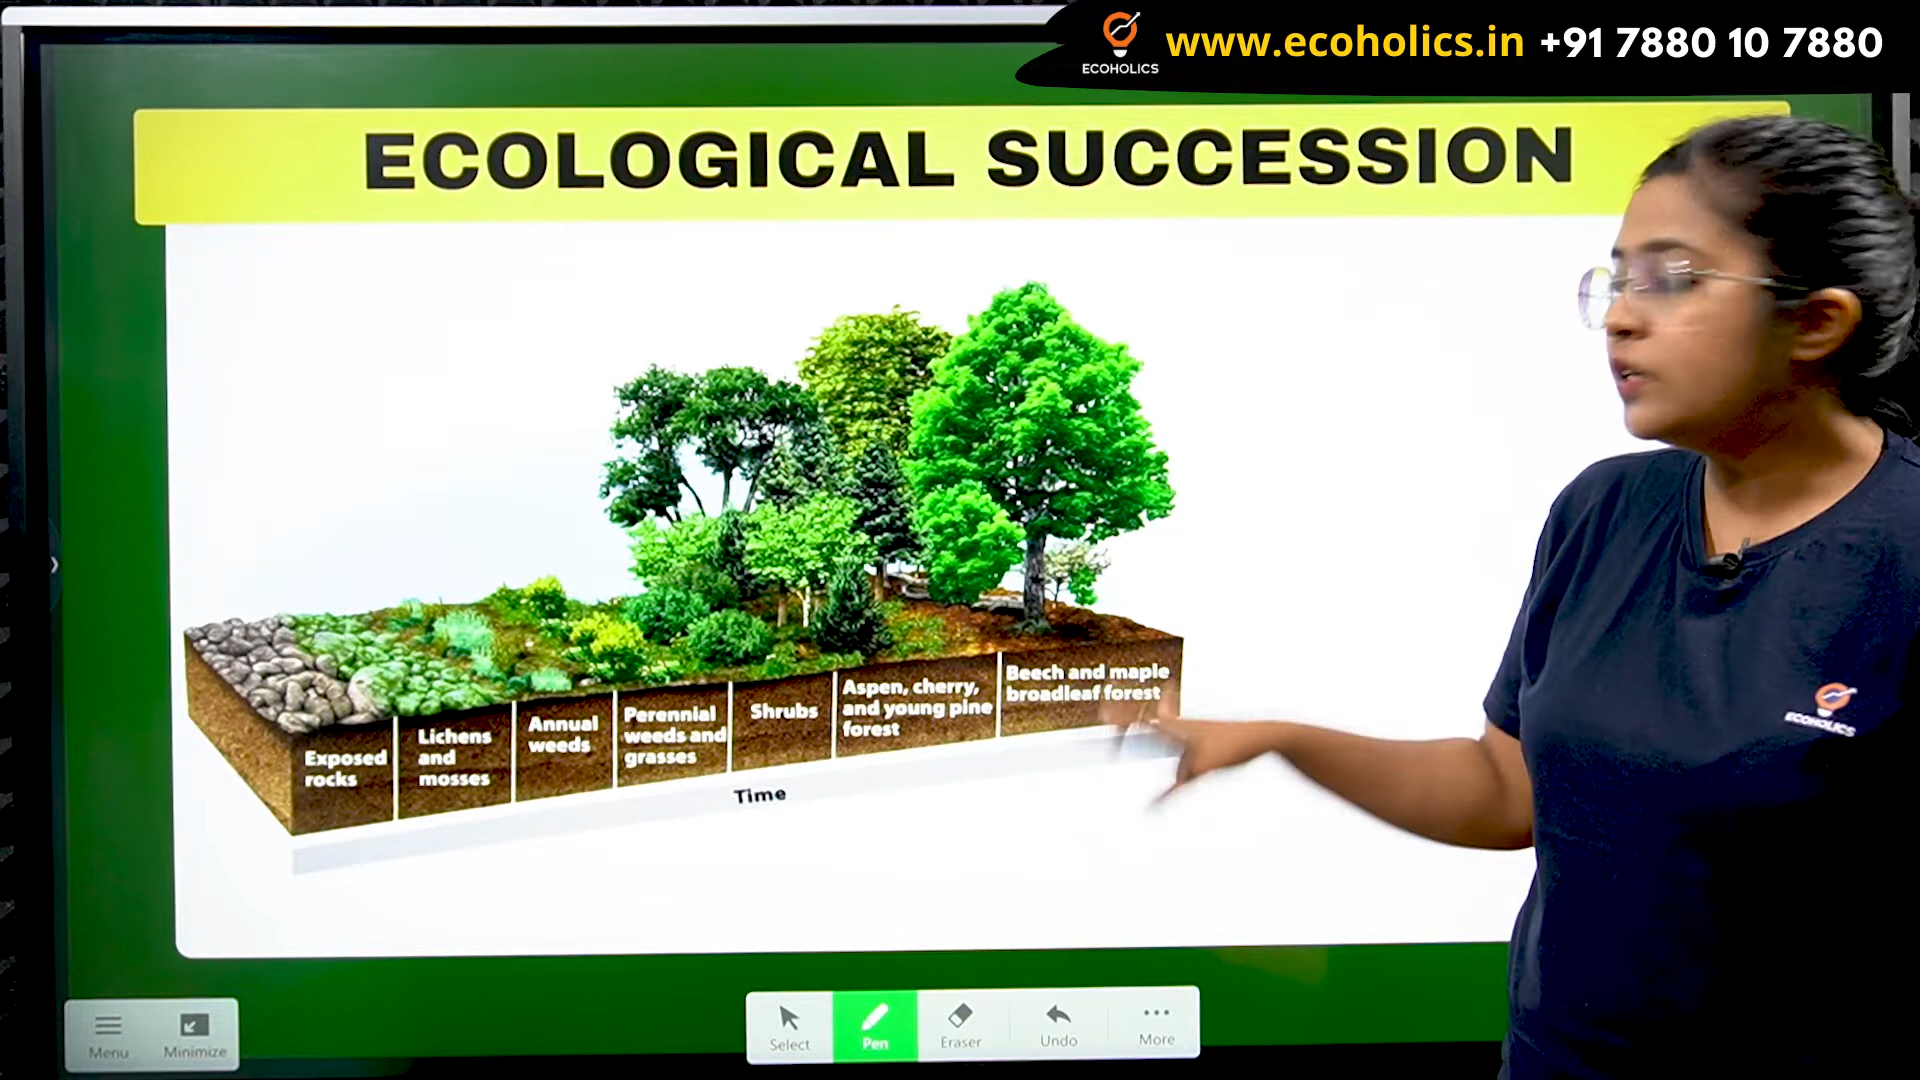 www.ecoholics.in +91 7880 10 7880
ECOHOLICS
ECOLOGICAL SUCCESSION
Exposed
rocks
Lichens
and
mosses
Annual
weeds
Perennial
weeds and
grasses
Shrubs
Aspen, cherry,
and young pine
forest
Beech and maple
broadleaf forest
Time
ECOHOLICS
Menu
Minimize
Select
Pen
Eraser
Undo
More